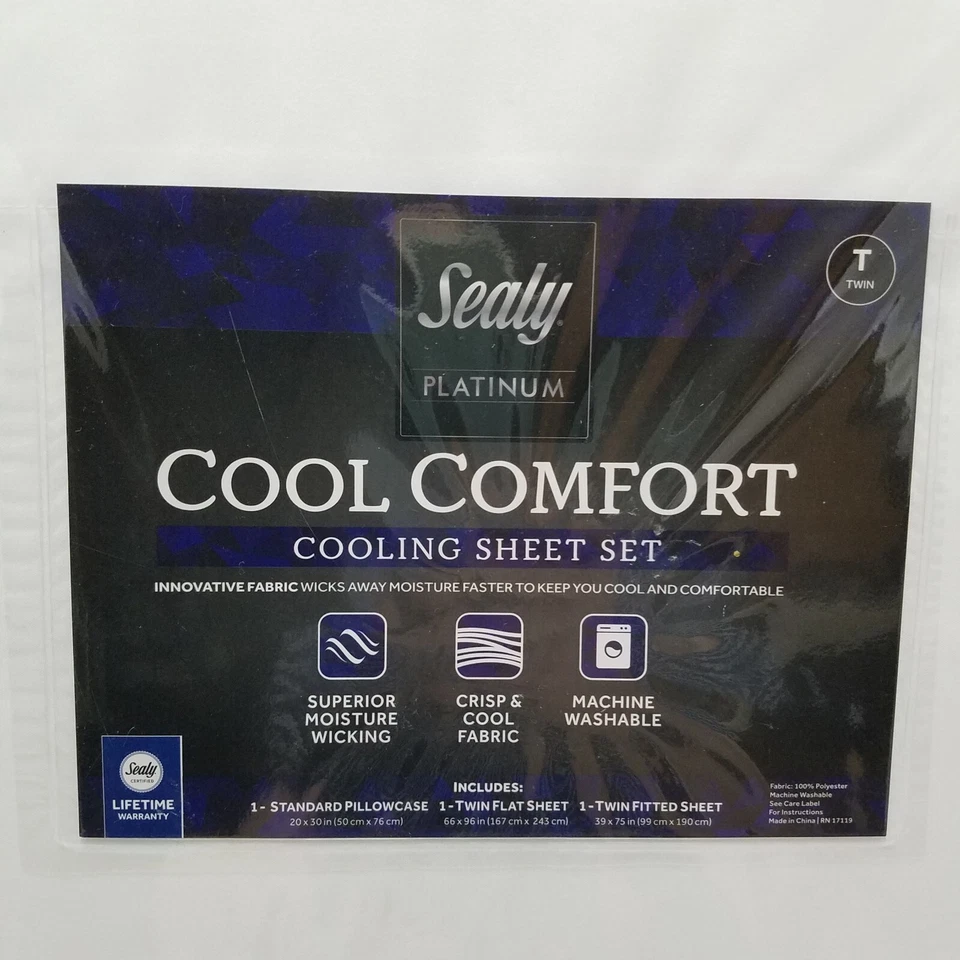 Sealy
PLATINUM
T
TWIN
COOL COMFORT
COOLING SHEET SET
INNOVATIVE FABRIC WICKS AWAY MOISTURE FASTER TO KEEP YOU COOL AND COMFORTABLE
SUPERIOR
MOISTURE
WICKING
CRISP &
COOL
FABRIC
MACHINE
WASHABLE
Sealy
CERTIFIED
LIFETIME
WARRANTY
INCLUDES:
1 - STANDARD PILLOWCASE
20 x 30 in (50 cm x 76 cm)
1 - TWIN FLAT SHEET
66 x 96 in (167 cm x 243 cm)
1 - TWIN FITTED SHEET
39 x 75 in (99 cm x 190 cm)
Fabric: 100% Polyester
Machine Washable
See Care Label
For Instructions
Made in China | RN 17119